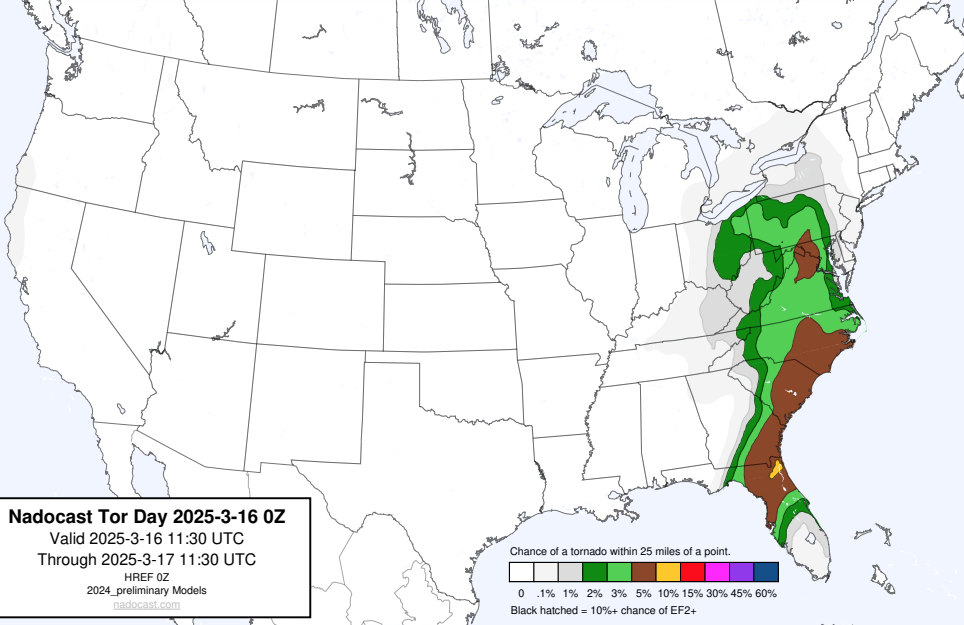 Nadocast Tor Day 2025-3-16 0Z
Valid 2025-3-16 11:30 UTC
Through 2025-3-17 11:30 UTC
HREF 0Z
2024_preliminary Models
nadocast.com
Chance of a tornado within 25 miles of a point.
0 .1% 1% 2% 3% 5% 10% 15% 30% 45% 60%
Black hatched = 10%+ chance of EF2+